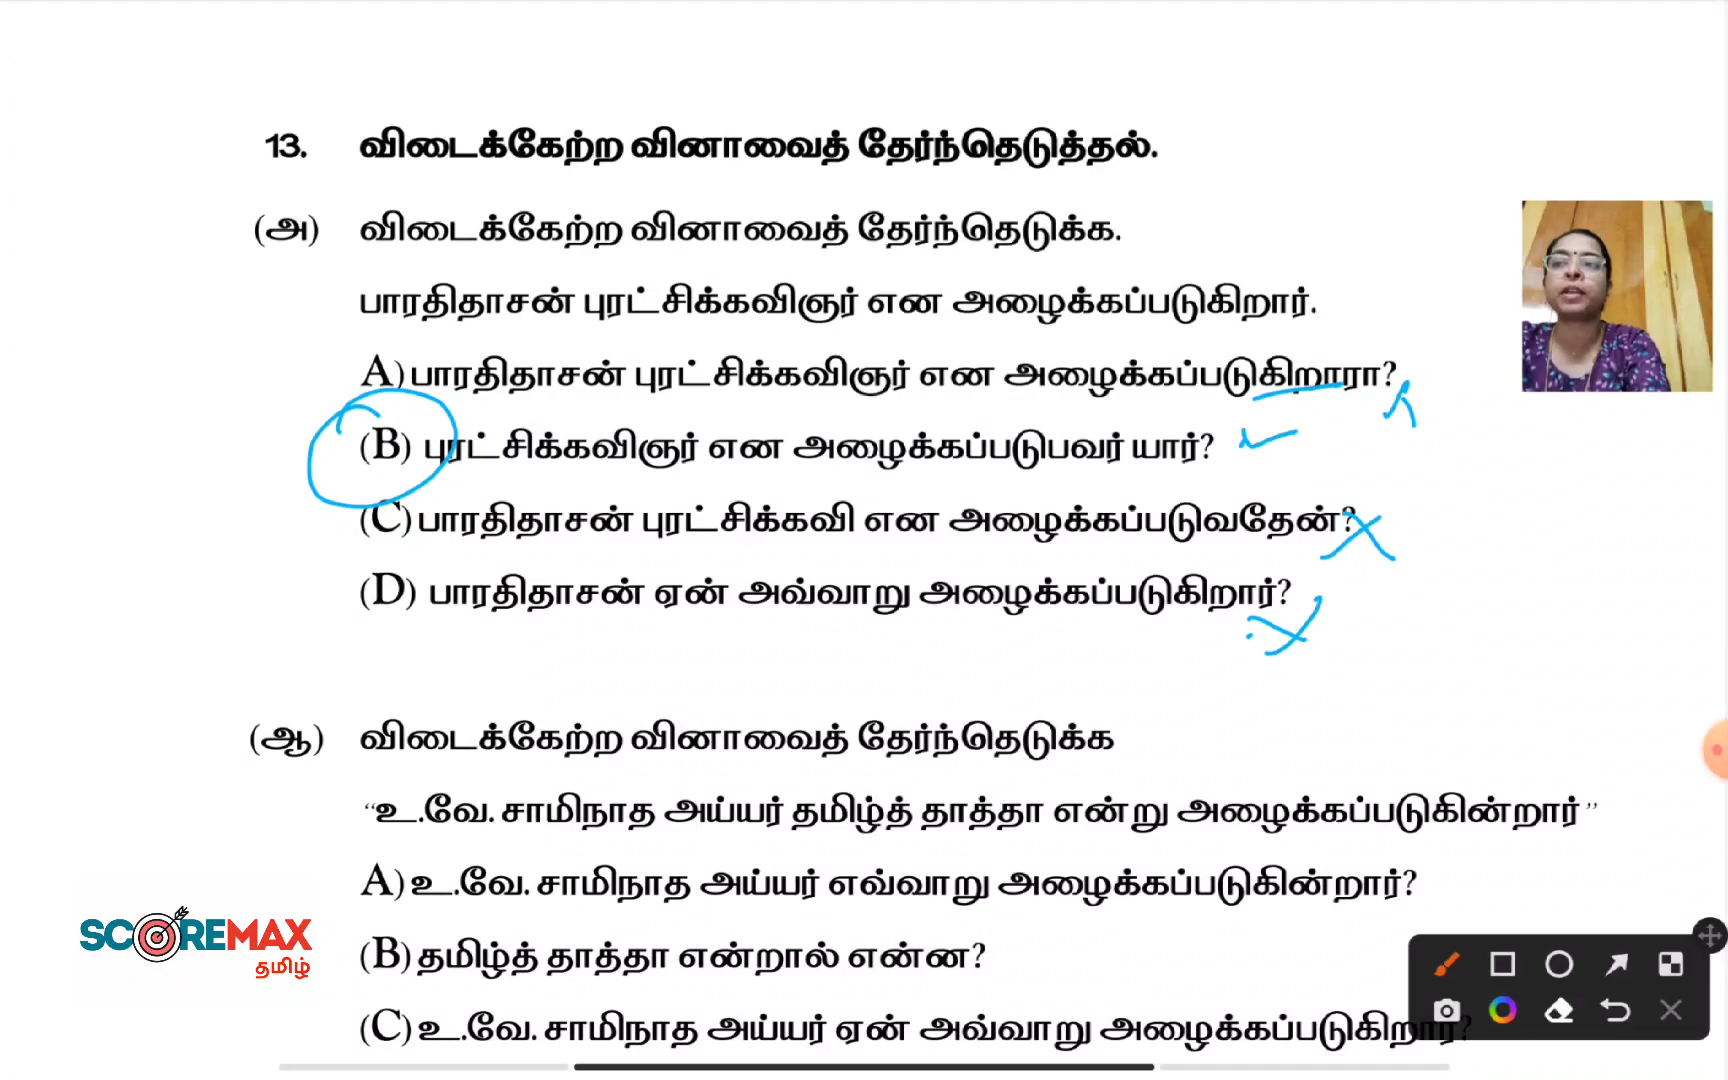 13. விடைக்கேற்ற வினாவைத் தேர்ந்தெடுத்தல்.
(அ) விடைக்கேற்ற வினாவைத் தேர்ந்தெடுக்க.
பாரதிதாசன் புரட்சிக்கவிஞர் என அழைக்கப்படுகிறார்.
A) பாரதிதாசன் புரட்சிக்கவிஞர் என அழைக்கப்படுகிறாரா?
(B) புரட்சிக்கவிஞர் என அழைக்கப்படுபவர் யார்?
(C) பாரதிதாசன் புரட்சிக்கவி என அழைக்கப்படுவதேன்?
(D) பாரதிதாசன் ஏன் அவ்வாறு அழைக்கப்படுகிறார்?
(ஆ) விடைக்கேற்ற வினாவைத் தேர்ந்தெடுக்க
“உ.வே. சாமிநாத அய்யர் தமிழ்த் தாத்தா என்று அழைக்கப்படுகின்றார்”
A) உ.வே. சாமிநாத அய்யர் எவ்வாறு அழைக்கப்படுகின்றார்?
(B) தமிழ்த் தாத்தா என்றால் என்ன?
(C) உ.வே. சாமிநாத அய்யர் ஏன் அவ்வாறு அழைக்கப்படுகிறார்?
SCOREMAX
தமிழ்